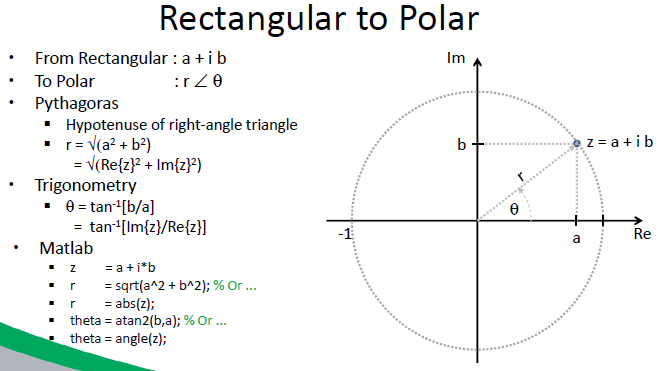 Rectangular to Polar
• From Rectangular : a + i b
• To Polar : r ∠ θ
• Pythagoras
▪ Hypotenuse of right-angle triangle
▪ r = √(a² + b²)
= √(Re{z}² + Im{z}²)
• Trigonometry
▪ θ = tan⁻¹[b/a]
= tan⁻¹[Im{z}/Re{z}]
• Matlab
▪ z = a + i*b
▪ r = sqrt(a^2 + b^2); % Or ...
▪ r = abs(z);
▪ theta = atan2(b,a); % Or ...
▪ theta = angle(z);
Im
b
z = a + i b
r
θ
-1
a
Re